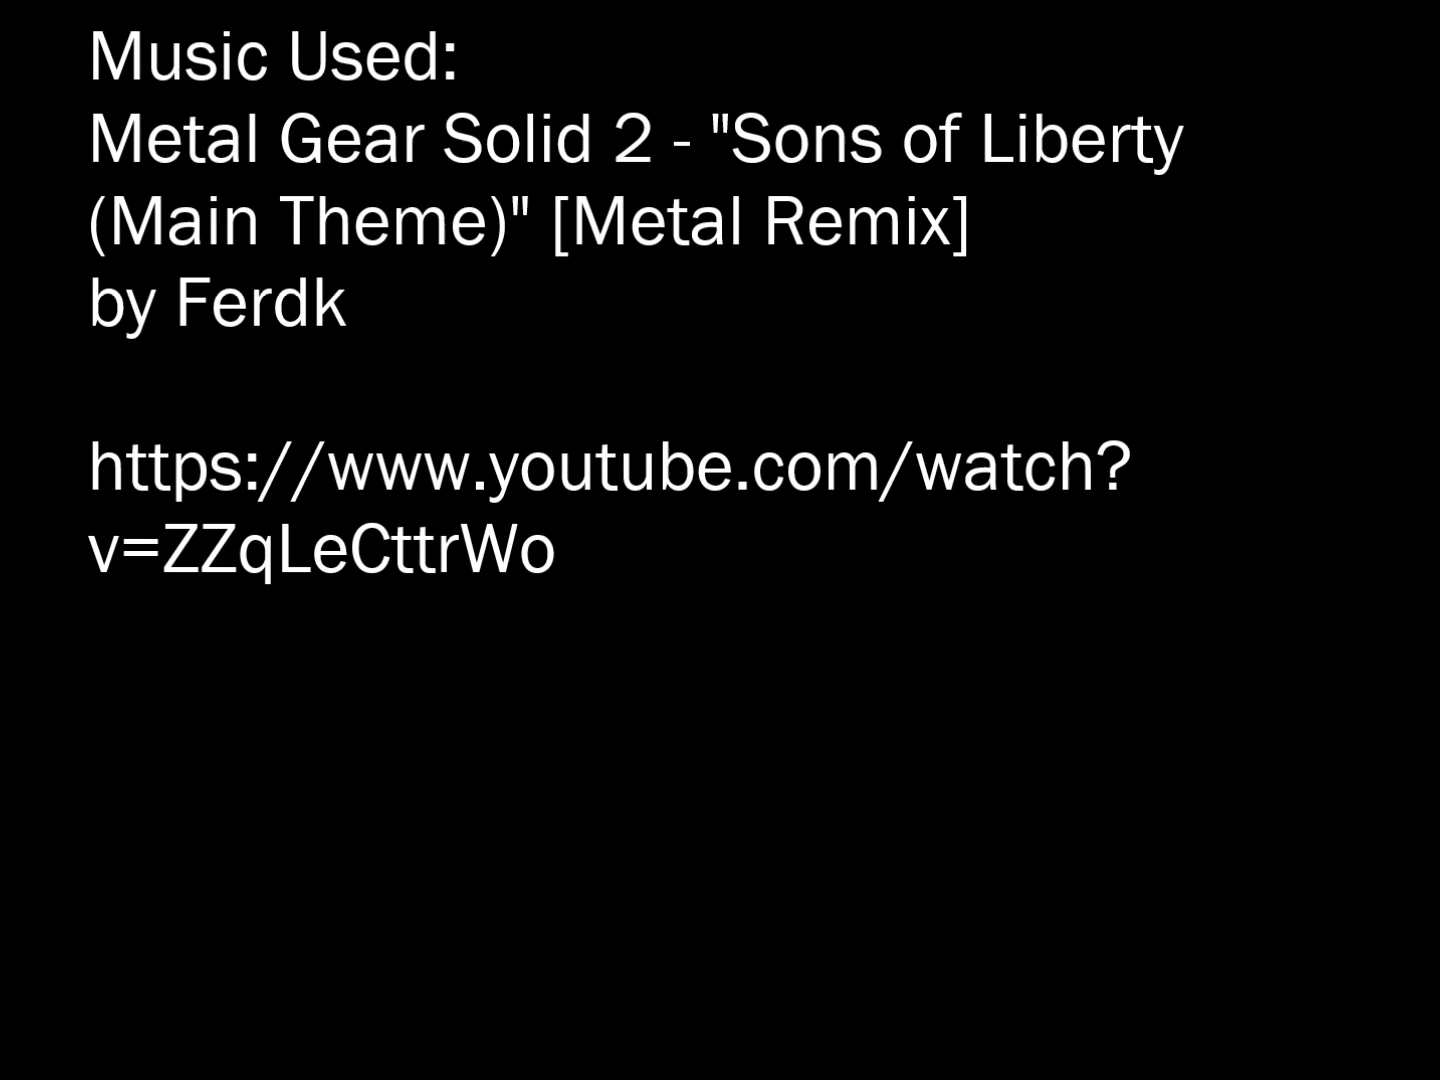 Music Used:
Metal Gear Solid 2 - "Sons of Liberty
(Main Theme)" [Metal Remix]
by Ferdk
https://www.youtube.com/watch?
v=ZZqLeCttrWo